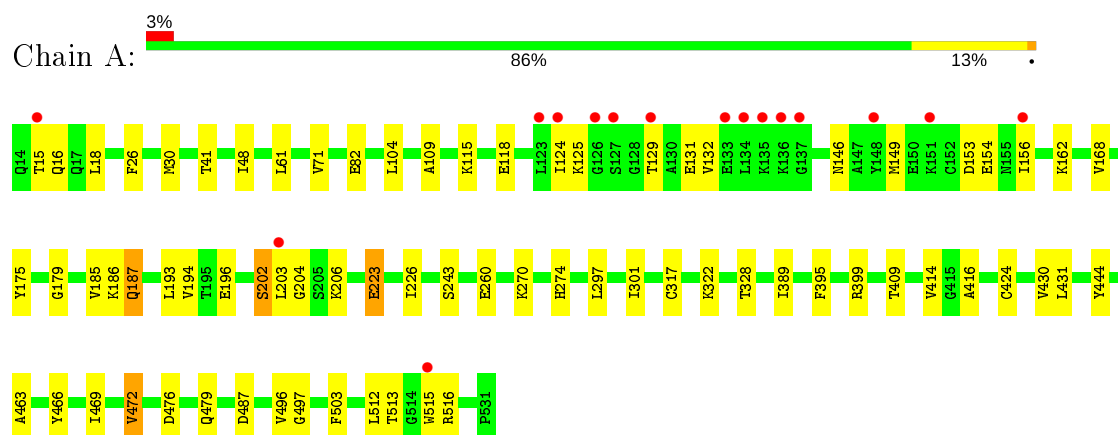 3%
Chain A:
86% 13% •
Q14 T15 Q16 Q17 L18 F26 M30 T41 I48 L61 V71 E82 L104 A109 K115 E118 L123 I124 K125 G126 S127 G128 T129 A130 E131 V132 E133 L134 K135 K136 G137 N146 A147 Y148 M149 E150 K151 C152 D153 E154 N155 I156 K162 V168
Y175 G179 V185 K186 Q187 L193 V194 T195 E196 S202 L203 G204 S205 K206 E223 I226 S243 E260 K270 H274 L297 I301 C317 K322 T328 I389 F395 R399 T409 V414 G415 A416 C424 V430 L431 Y444
A463 Y466 I469 V472 D476 Q479 D487 V496 G497 F503 L512 T513 G514 W515 R516 P531